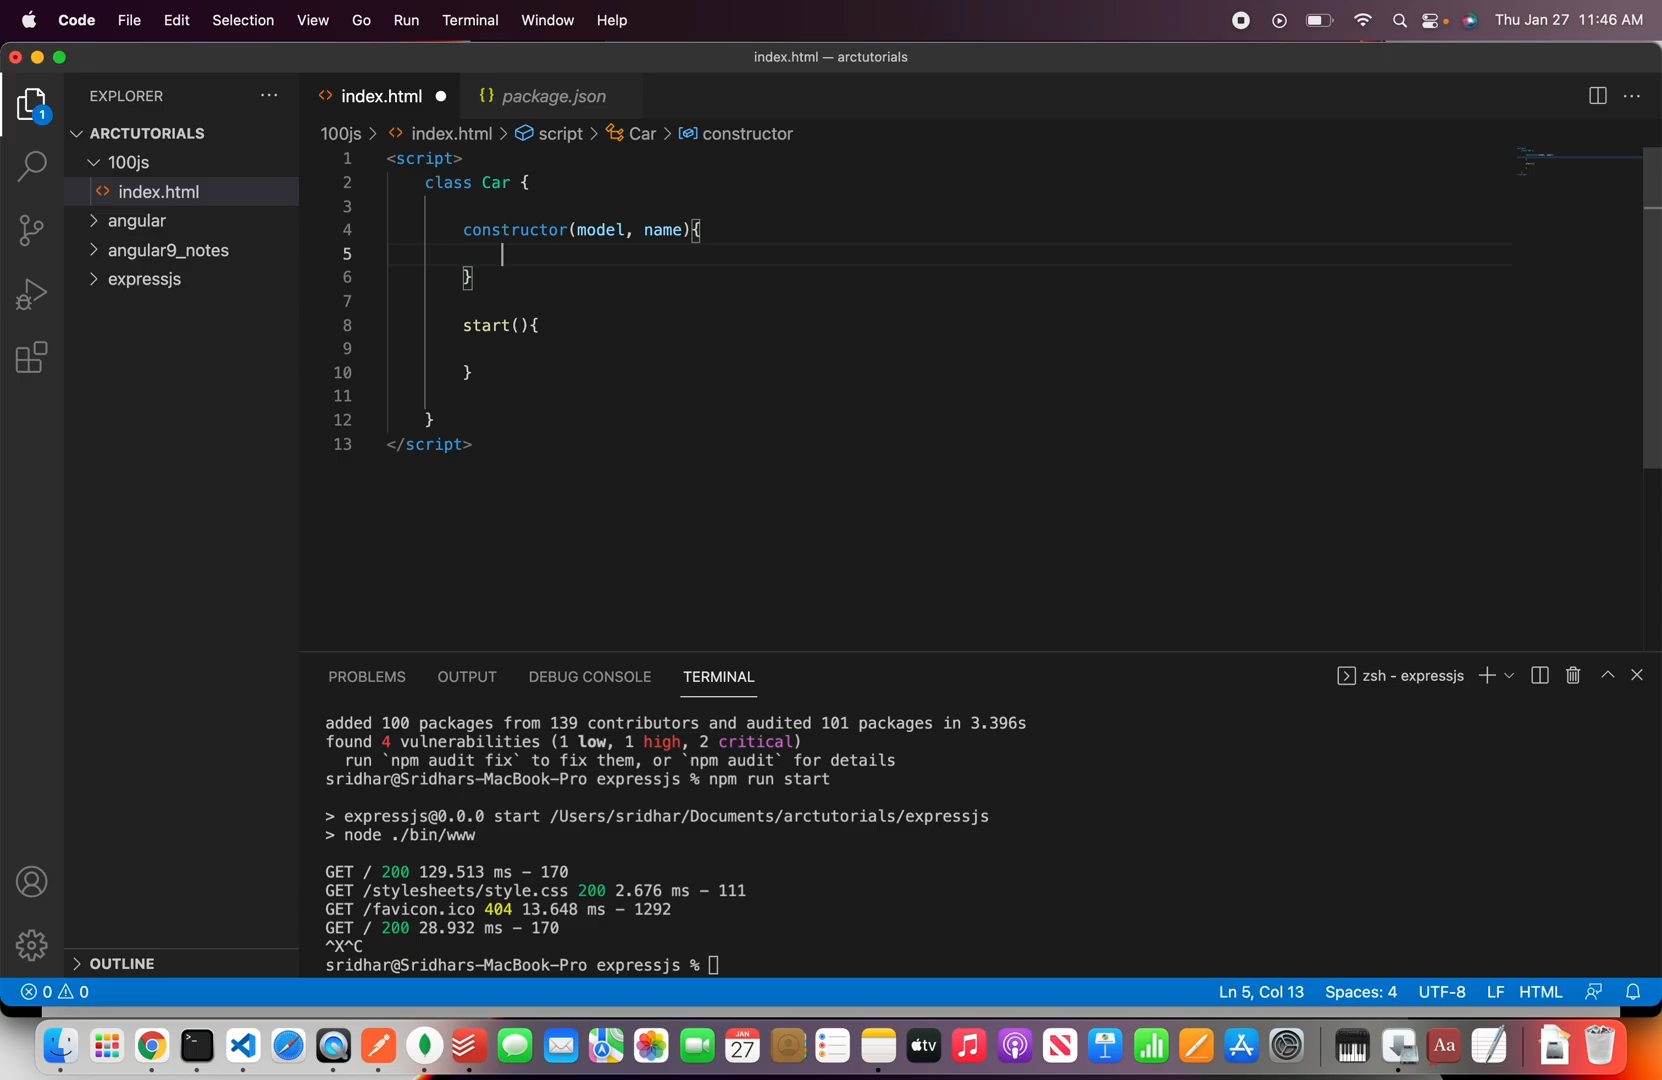 Code File Edit Selection View Go Run Terminal Window Help Thu Jan 27 11:46 AM
index.html — arctutorials
EXPLORER
1
ARCTUTORIALS
100js
index.html
angular
angular9_notes
expressjs
OUTLINE
index.html package.json
100js > index.html > script > Car > constructor
1 <script>
2 class Car {
3
4 constructor(model, name){
5
6 }
7
8 start(){
9
10 }
11
12 }
13 </script>
PROBLEMS OUTPUT DEBUG CONSOLE TERMINAL zsh - expressjs
added 100 packages from 139 contributors and audited 101 packages in 3.396s
found 4 vulnerabilities (1 low, 1 high, 2 critical)
run `npm audit fix` to fix them, or `npm audit` for details
sridhar@Sridhars-MacBook-Pro expressjs % npm run start
> expressjs@0.0.0 start /Users/sridhar/Documents/arctutorials/expressjs
> node ./bin/www
GET / 200 129.513 ms - 170
GET /stylesheets/style.css 200 2.676 ms - 111
GET /favicon.ico 404 13.648 ms - 1292
GET / 200 28.932 ms - 170
^X^C
sridhar@Sridhars-MacBook-Pro expressjs %
0 0 Ln 5, Col 13 Spaces: 4 UTF-8 LF HTML
JAN
27
tv
Aa